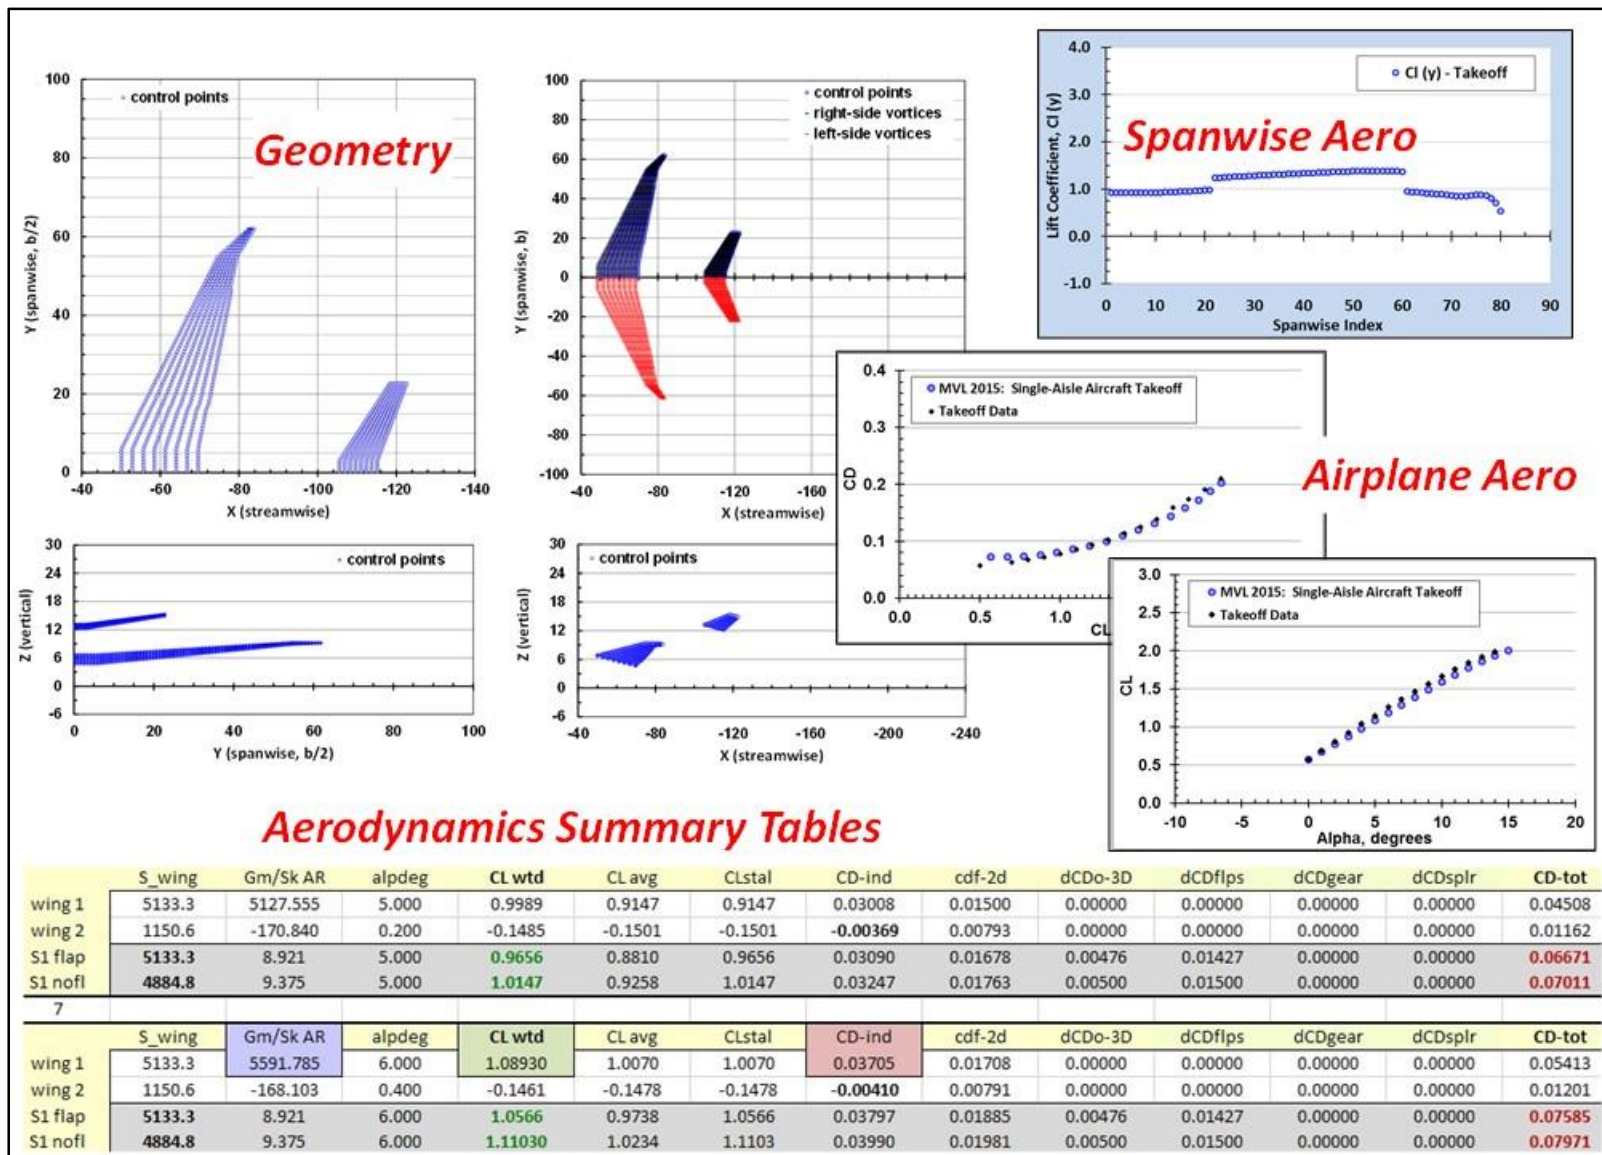 Geometry
control points
Y (spanwise, b/2)
100
80
60
40
20
0
-40 -60 -80 -100 -120 -140
X (streamwise)
control points
right-side vortices
left-side vortices
Y (spanwise, b)
100
80
60
40
20
0
-20
-40
-60
-80
-100
-40 -80 -120 -160
X (streamwise)
Spanwise Aero
Cl (y) - Takeoff
Lift Coefficient, Cl (y)
4.0
3.0
2.0
1.0
0.0
-1.0
0 10 20 30 40 50 60 70 80 90
Spanwise Index
control points
Z (vertical)
30
24
18
12
6
0
-6
0 20 40 60 80 100
Y (spanwise, b/2)
control points
Z (vertical)
30
24
18
12
6
0
-6
-40 -80 -120 -160 -200 -240
X (streamwise)
Airplane Aero
MVL 2015: Single-Aisle Aircraft Takeoff
Takeoff Data
CD
0.4
0.3
0.2
0.1
0.0
0.0 0.5 1.0
CL
MVL 2015: Single-Aisle Aircraft Takeoff
Takeoff Data
CL
3.0
2.5
2.0
1.5
1.0
0.5
0.0
-10 -5 0 5 10 15 20
Alpha, degrees
Aerodynamics Summary Tables
S_wing Gm/Sk AR alpdeg CL wtd CL avg CLstal CD-ind cdf-2d dCDo-3D dCDflps dCDgear dCDsplr CD-tot
wing 1 5133.3 5127.555 5.000 0.9989 0.9147 0.9147 0.03008 0.01500 0.00000 0.00000 0.00000 0.00000 0.04508
wing 2 1150.6 -170.840 0.200 -0.1485 -0.1501 -0.1501 -0.00369 0.00793 0.00000 0.00000 0.00000 0.00000 0.01162
S1 flap 5133.3 8.921 5.000 0.9656 0.8810 0.9656 0.03090 0.01678 0.00476 0.01427 0.00000 0.00000 0.06671
S1 nofl 4884.8 9.375 5.000 1.0147 0.9258 1.0147 0.03247 0.01763 0.00500 0.01500 0.00000 0.00000 0.07011
7
S_wing Gm/Sk AR alpdeg CL wtd CL avg CLstal CD-ind cdf-2d dCDo-3D dCDflps dCDgear dCDsplr CD-tot
wing 1 5133.3 5591.785 6.000 1.08930 1.0070 1.0070 0.03705 0.01708 0.00000 0.00000 0.00000 0.00000 0.05413
wing 2 1150.6 -168.103 0.400 -0.1461 -0.1478 -0.1478 -0.00410 0.00791 0.00000 0.00000 0.00000 0.00000 0.01201
S1 flap 5133.3 8.921 6.000 1.0566 0.9738 1.0566 0.03797 0.01885 0.00476 0.01427 0.00000 0.00000 0.07585
S1 nofl 4884.8 9.375 6.000 1.11030 1.0234 1.1103 0.03990 0.01981 0.00500 0.01500 0.00000 0.00000 0.07971